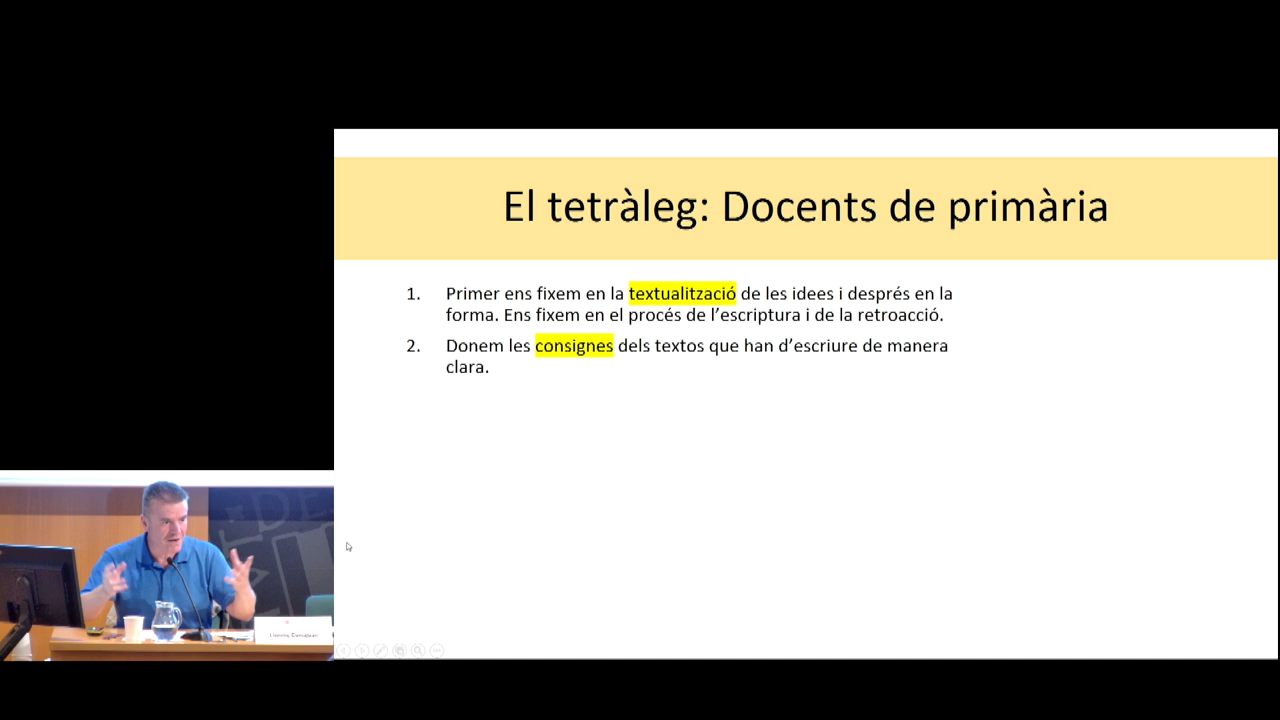 El tetràleg: Docents de primària
1. Primer ens fixem en la textualització de les idees i després en la
forma. Ens fixem en el procés de l’escriptura i de la retroacció.
2. Donem les consignes dels textos que han d’escriure de manera
clara.